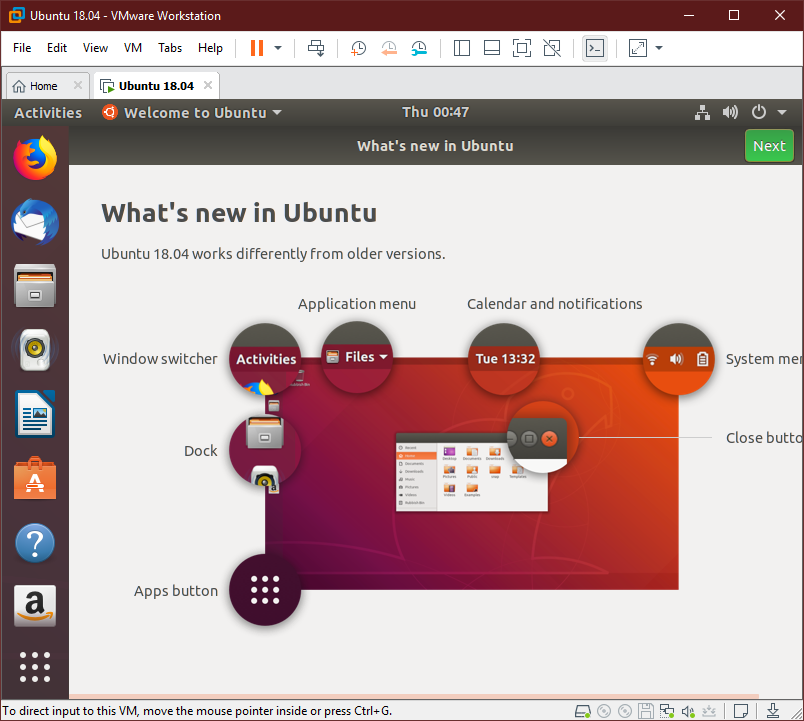 Ubuntu 18.04 - VMware Workstation
File Edit View VM Tabs Help
Home Ubuntu 18.04
Activities Welcome to Ubuntu Thu 00:47
What's new in Ubuntu Next
What's new in Ubuntu
Ubuntu 18.04 works differently from older versions.
Application menu Calendar and notifications
Window switcher Activities Files Tue 13:32 System men
Dock
Close butto
Apps button
To direct input to this VM, move the mouse pointer inside or press Ctrl+G.